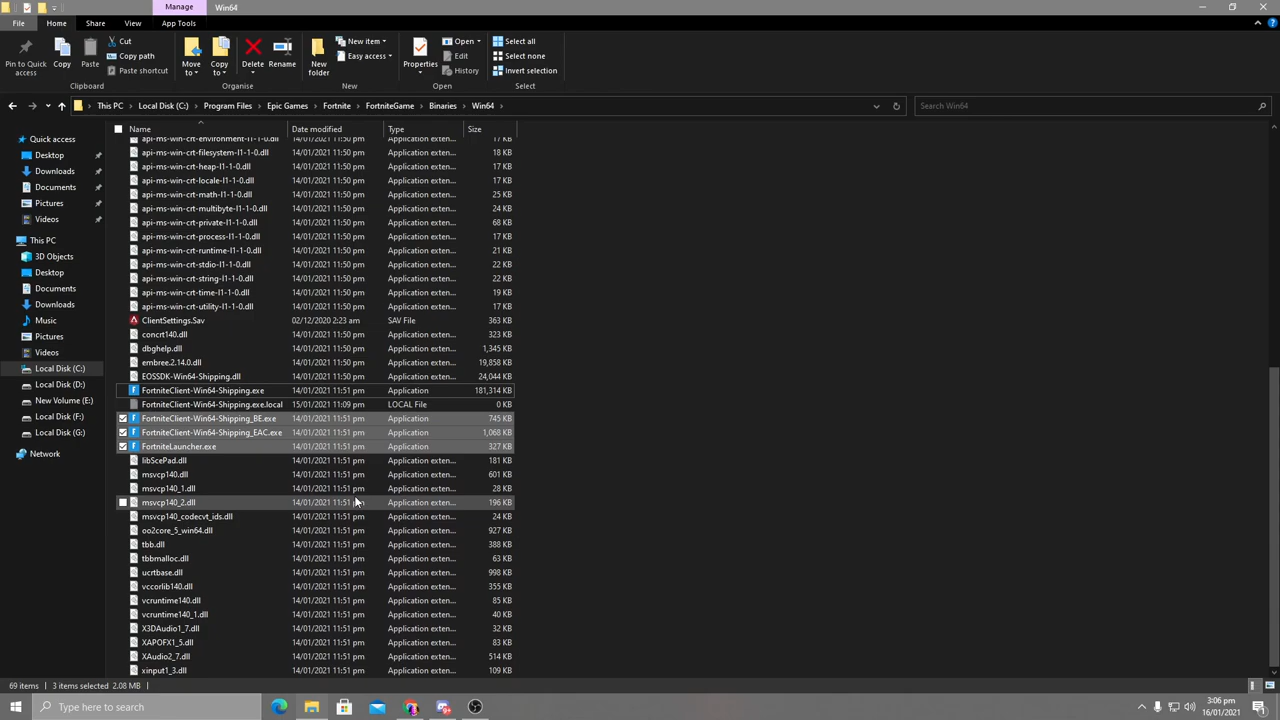 Manage Win64
File Home Share View App Tools
Pin to Quick access
Copy
Paste
Cut
Copy path
Paste shortcut
Clipboard
Move to
Copy to
Delete
Rename
Organise
New folder
New item
Easy access
New
Properties
Open
Edit
History
Open
Select all
Select none
Invert selection
Select
This PC > Local Disk (C:) > Program Files > Epic Games > Fortnite > FortniteGame > Binaries > Win64 >
Search Win64
Quick access
Desktop
Downloads
Documents
Pictures
Videos
This PC
3D Objects
Desktop
Documents
Downloads
Music
Pictures
Videos
Local Disk (C:)
Local Disk (D:)
New Volume (E:)
Local Disk (F:)
Local Disk (G:)
Network
Name Date modified Type Size
api-ms-win-crt-environment-l1-1-0.dll 14/01/2021 11:50 pm Application exten... 17 KB
api-ms-win-crt-filesystem-l1-1-0.dll 14/01/2021 11:50 pm Application exten... 18 KB
api-ms-win-crt-heap-l1-1-0.dll 14/01/2021 11:50 pm Application exten... 17 KB
api-ms-win-crt-locale-l1-1-0.dll 14/01/2021 11:50 pm Application exten... 17 KB
api-ms-win-crt-math-l1-1-0.dll 14/01/2021 11:50 pm Application exten... 25 KB
api-ms-win-crt-multibyte-l1-1-0.dll 14/01/2021 11:50 pm Application exten... 24 KB
api-ms-win-crt-private-l1-1-0.dll 14/01/2021 11:50 pm Application exten... 68 KB
api-ms-win-crt-process-l1-1-0.dll 14/01/2021 11:50 pm Application exten... 17 KB
api-ms-win-crt-runtime-l1-1-0.dll 14/01/2021 11:50 pm Application exten... 21 KB
api-ms-win-crt-stdio-l1-1-0.dll 14/01/2021 11:50 pm Application exten... 22 KB
api-ms-win-crt-string-l1-1-0.dll 14/01/2021 11:50 pm Application exten... 22 KB
api-ms-win-crt-time-l1-1-0.dll 14/01/2021 11:50 pm Application exten... 18 KB
api-ms-win-crt-utility-l1-1-0.dll 14/01/2021 11:50 pm Application exten... 17 KB
ClientSettings.Sav 02/12/2020 2:23 am SAV File 363 KB
concrt140.dll 14/01/2021 11:50 pm Application exten... 323 KB
dbghelp.dll 14/01/2021 11:50 pm Application exten... 1,345 KB
embree.2.14.0.dll 14/01/2021 11:50 pm Application exten... 19,858 KB
EOSSDK-Win64-Shipping.dll 14/01/2021 11:50 pm Application exten... 24,044 KB
FortniteClient-Win64-Shipping.exe 14/01/2021 11:51 pm Application 181,314 KB
FortniteClient-Win64-Shipping.exe.local 15/01/2021 11:09 pm LOCAL File 0 KB
FortniteClient-Win64-Shipping_BE.exe 14/01/2021 11:51 pm Application 745 KB
FortniteClient-Win64-Shipping_EAC.exe 14/01/2021 11:51 pm Application 1,068 KB
FortniteLauncher.exe 14/01/2021 11:51 pm Application 327 KB
libScePad.dll 14/01/2021 11:51 pm Application exten... 181 KB
msvcp140.dll 14/01/2021 11:51 pm Application exten... 601 KB
msvcp140_1.dll 14/01/2021 11:51 pm Application exten... 28 KB
msvcp140_2.dll 14/01/2021 11:51 pm Application exten... 196 KB
msvcp140_codecvt_ids.dll 14/01/2021 11:51 pm Application exten... 24 KB
oo2core_5_win64.dll 14/01/2021 11:51 pm Application exten... 927 KB
tbb.dll 14/01/2021 11:51 pm Application exten... 388 KB
tbbmalloc.dll 14/01/2021 11:51 pm Application exten... 63 KB
ucrtbase.dll 14/01/2021 11:51 pm Application exten... 998 KB
vccorlib140.dll 14/01/2021 11:51 pm Application exten... 355 KB
vcruntime140.dll 14/01/2021 11:51 pm Application exten... 85 KB
vcruntime140_1.dll 14/01/2021 11:51 pm Application exten... 40 KB
X3DAudio1_7.dll 14/01/2021 11:51 pm Application exten... 32 KB
XAPOFX1_5.dll 14/01/2021 11:51 pm Application exten... 83 KB
XAudio2_7.dll 14/01/2021 11:51 pm Application exten... 514 KB
xinput1_3.dll 14/01/2021 11:51 pm Application exten... 109 KB
69 items 3 items selected 2.08 MB
Type here to search
3:06 pm
16/01/2021